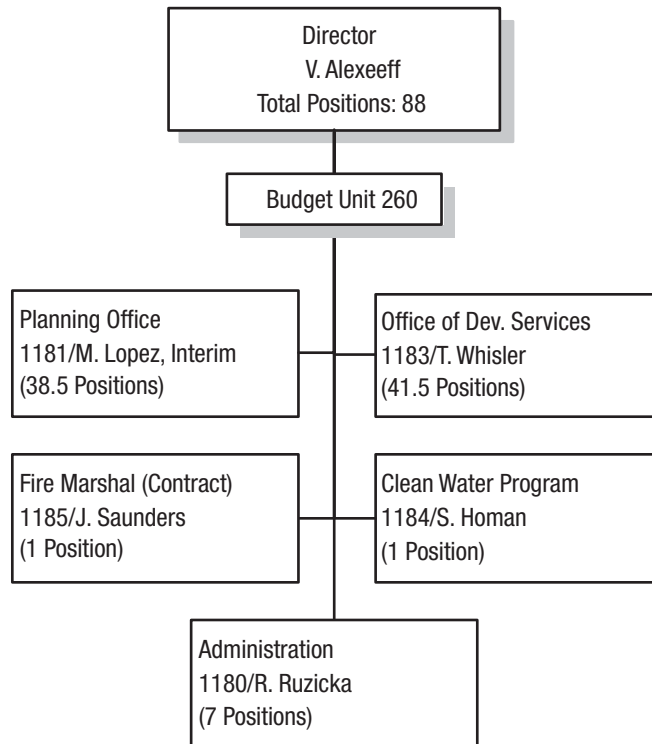 Director
V. Alexeeff
Total Positions: 88
Budget Unit 260
Planning Office
1181/M. Lopez, Interim
(38.5 Positions)
Office of Dev. Services
1183/T. Whisler
(41.5 Positions)
Fire Marshal (Contract)
1185/J. Saunders
(1 Position)
Clean Water Program
1184/S. Homan
(1 Position)
Administration
1180/R. Ruzicka
(7 Positions)